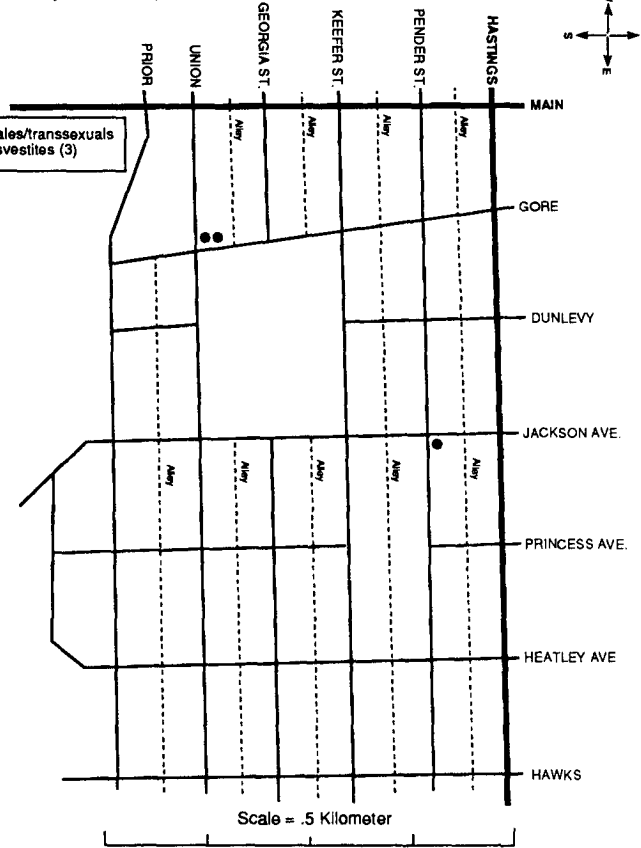 S
E
PRIOR
UNION
GEORGIA ST.
KEEFER ST.
PENDER ST.
HASTINGS
MAIN
ales/transsexuals
svestites (3)
Alley
Alley
Alley
Alley
GORE
DUNLEVY
JACKSON AVE.
Alley
Alley
Alley
Alley
Alley
PRINCESS AVE.
HEATLEY AVE
HAWKS
Scale = .5 Kilometer